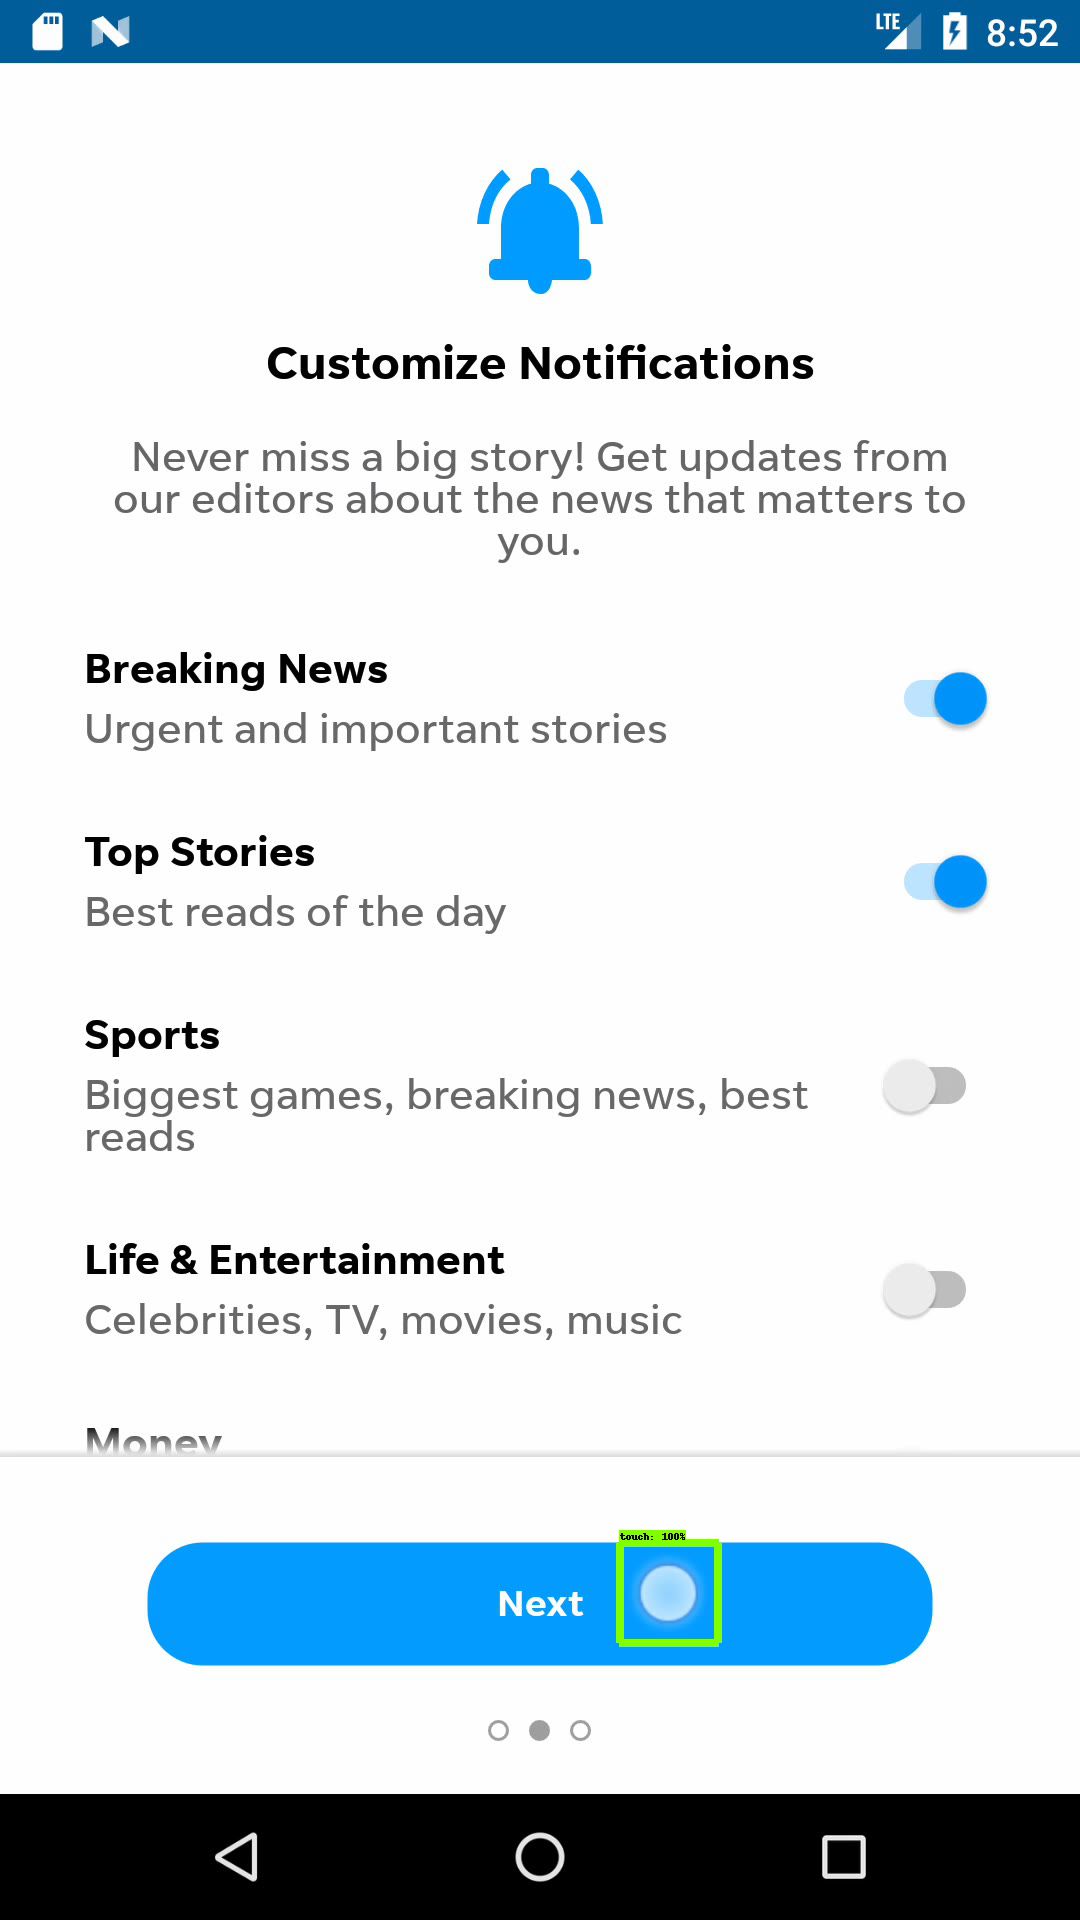 LTE 8:52
Customize Notifications
Never miss a big story! Get updates from
our editors about the news that matters to
you.
Breaking News
Urgent and important stories
Top Stories
Best reads of the day
Sports
Biggest games, breaking news, best
reads
Life & Entertainment
Celebrities, TV, movies, music
Money
touch: 100%
Next